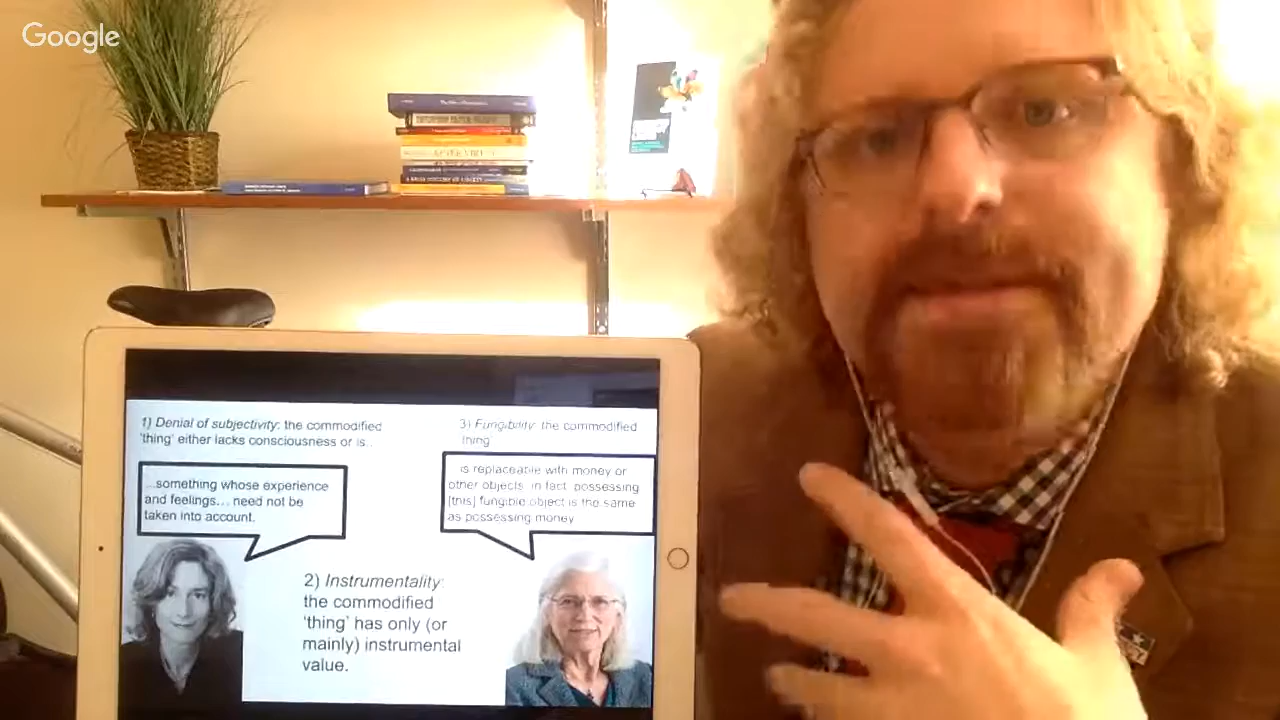 Google
1) Denial of subjectivity: the commodified
'thing' either lacks consciousness or is..
...something whose experience
and feelings... need not be
taken into account.
2) Instrumentality:
the commodified
'thing' has only (or
mainly) instrumental
value.
3) Fungibility: the commodified
'thing'
is replaceable with money or
other objects, in fact, possessing
[this] fungible object is the same
as possessing money
AFTER VIRTUE